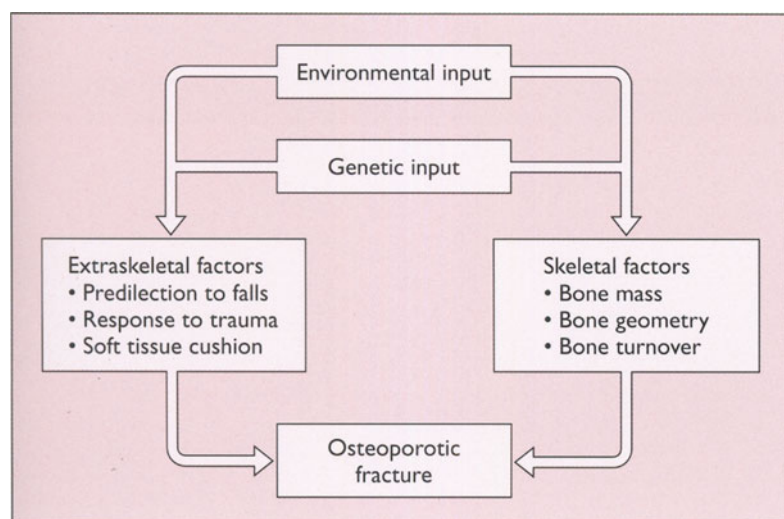 Environmental input
Genetic input
Extraskeletal factors
• Predilection to falls
• Response to trauma
• Soft tissue cushion
Skeletal factors
• Bone mass
• Bone geometry
• Bone turnover
Osteoporotic
fracture